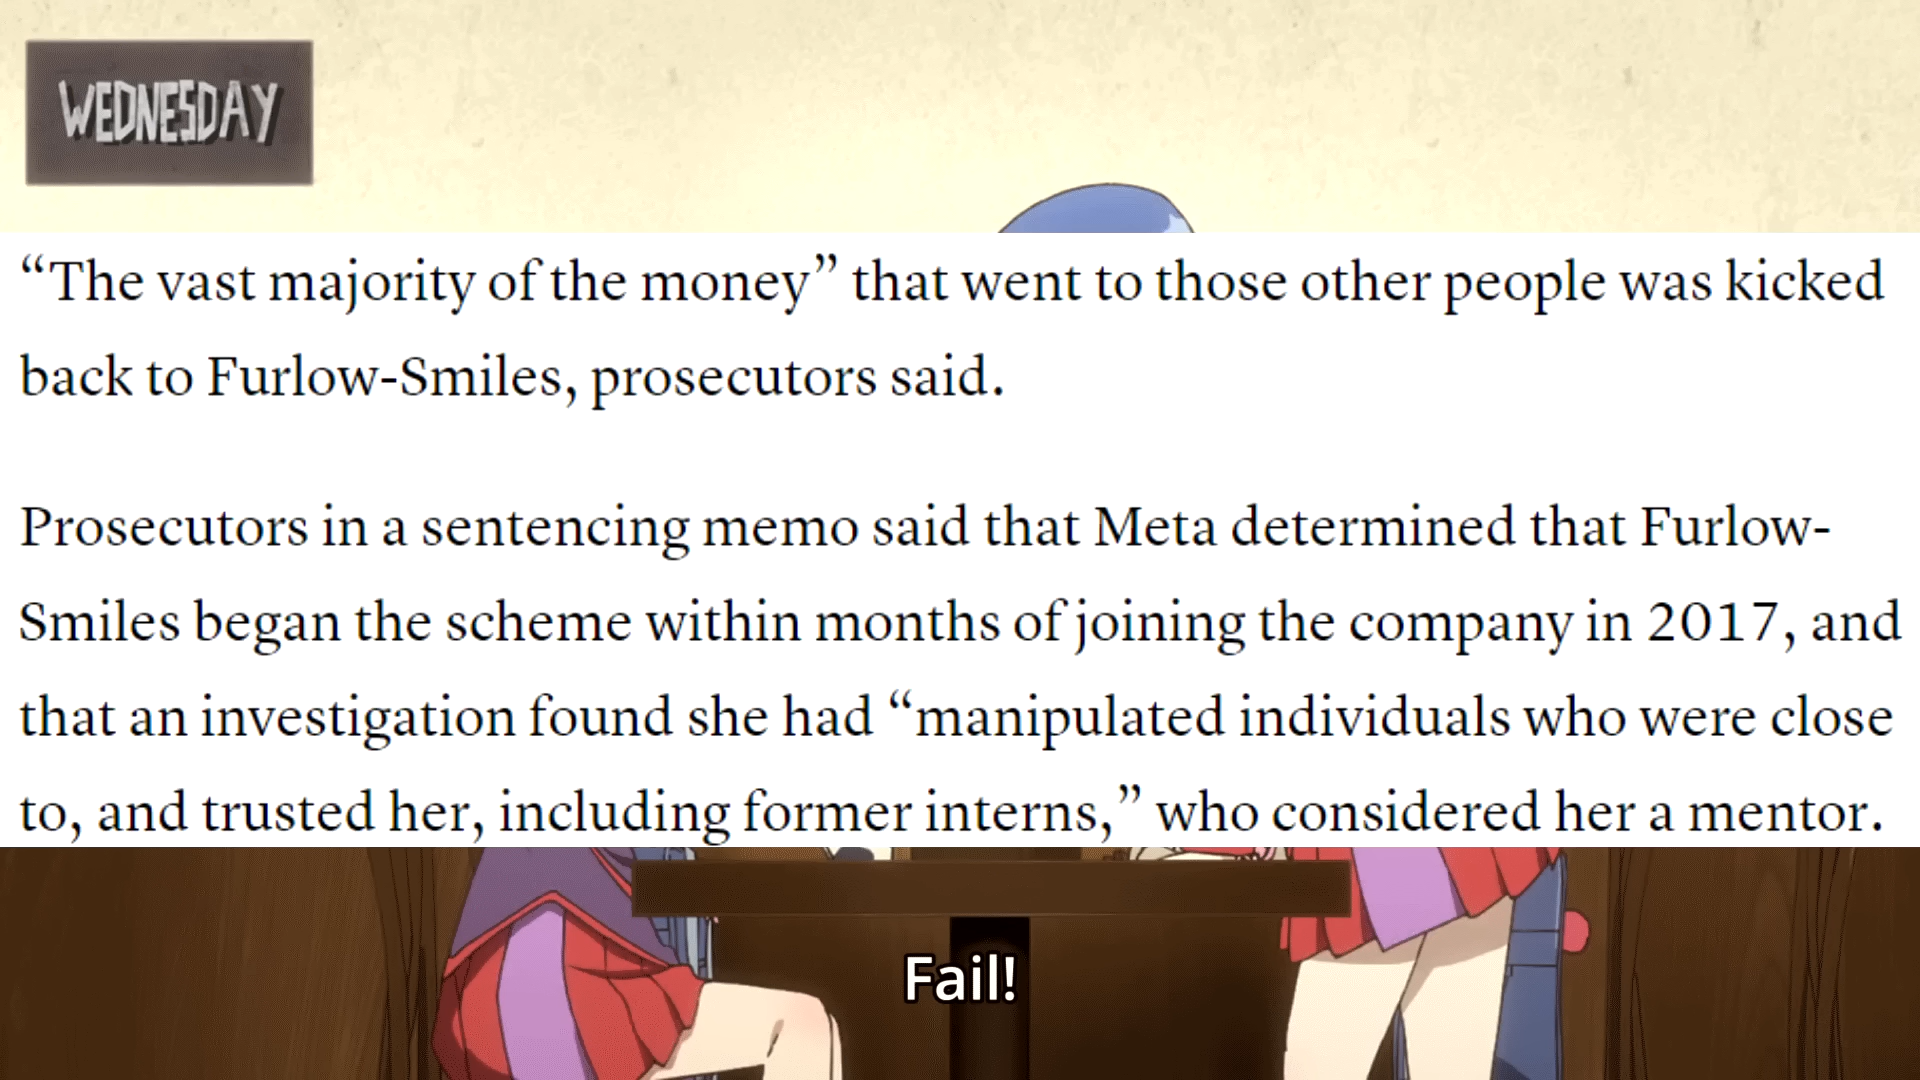 WEDNESDAY
“The vast majority of the money” that went to those other people was kicked
back to Furlow-Smiles, prosecutors said.
Prosecutors in a sentencing memo said that Meta determined that Furlow-
Smiles began the scheme within months of joining the company in 2017, and
that an investigation found she had “manipulated individuals who were close
to, and trusted her, including former interns,” who considered her a mentor.
Fail!